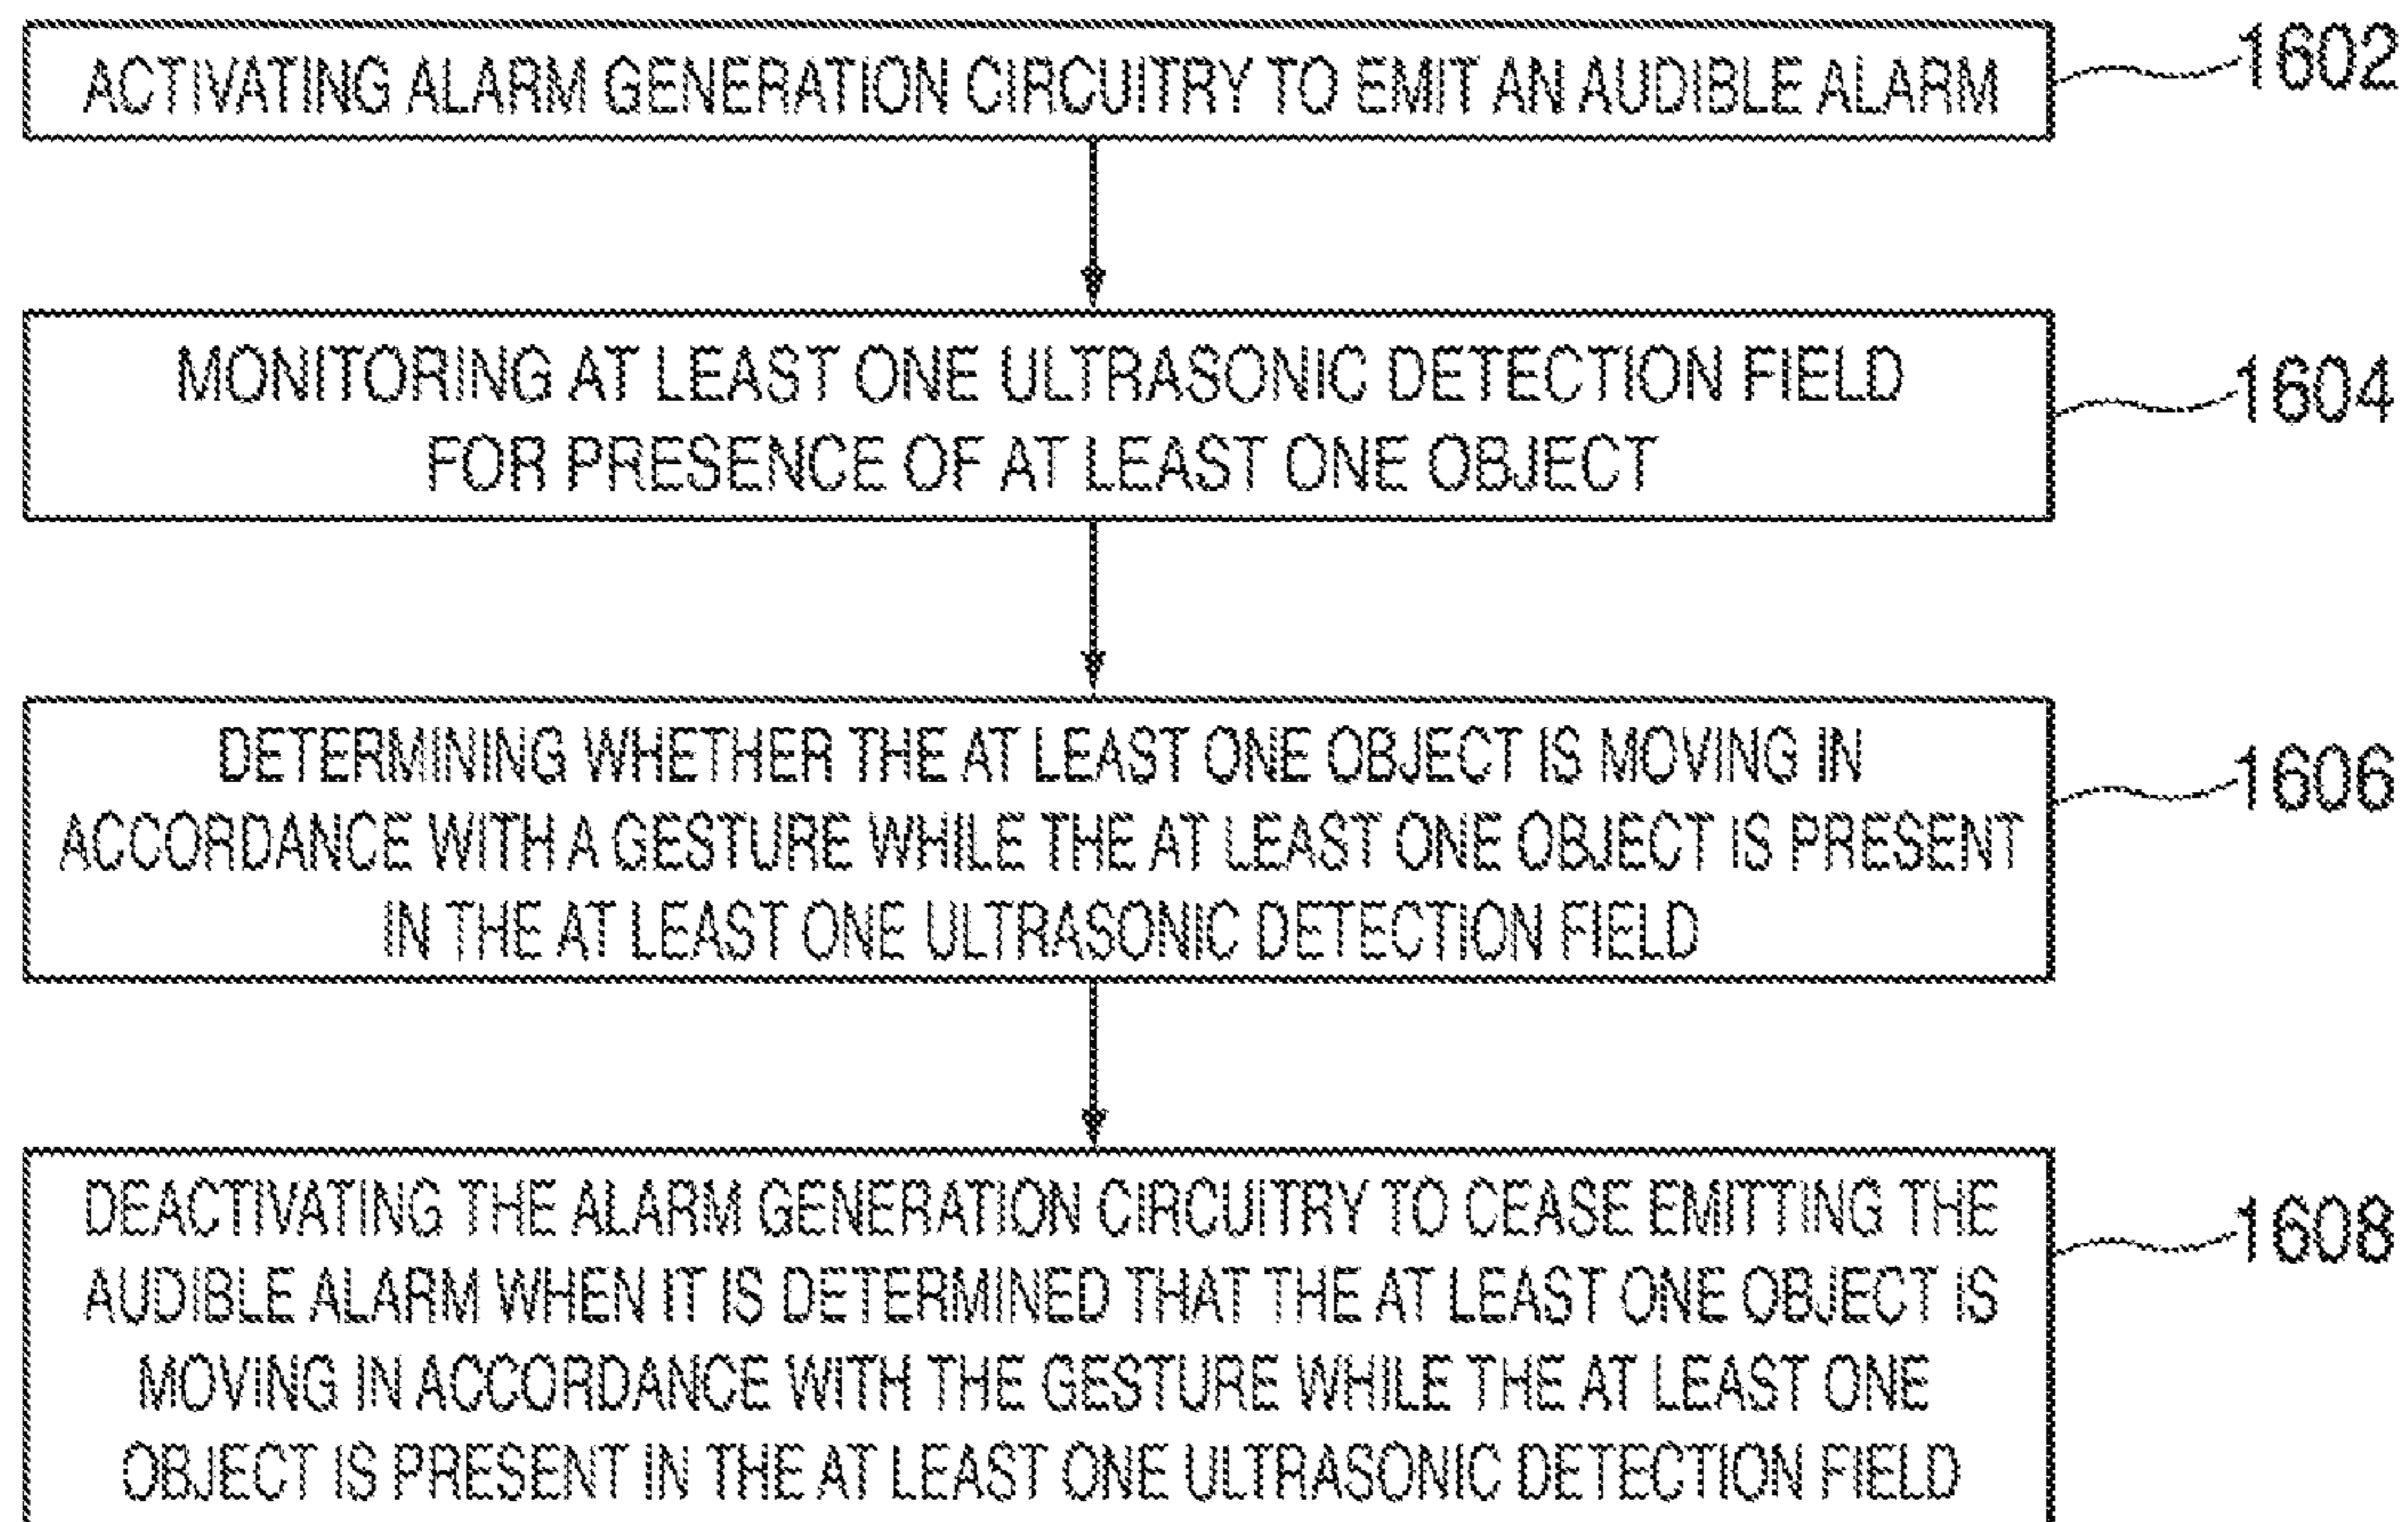 ACTIVATING ALARM GENERATION CIRCUITRY TO EMIT AN AUDIBLE ALARM
1602
MONITORING AT LEAST ONE ULTRASONIC DETECTION FIELD
FOR PRESENCE OF AT LEAST ONE OBJECT
1604
DETERMINING WHETHER THE AT LEAST ONE OBJECT IS MOVING IN
ACCORDANCE WITH A GESTURE WHILE THE AT LEAST ONE OBJECT IS PRESENT
IN THE AT LEAST ONE ULTRASONIC DETECTION FIELD
1606
DEACTIVATING THE ALARM GENERATION CIRCUITRY TO CEASE EMITTING THE
AUDIBLE ALARM WHEN IT IS DETERMINED THAT THE AT LEAST ONE OBJECT IS
MOVING IN ACCORDANCE WITH THE GESTURE WHILE THE AT LEAST ONE
OBJECT IS PRESENT IN THE AT LEAST ONE ULTRASONIC DETECTION FIELD
1608